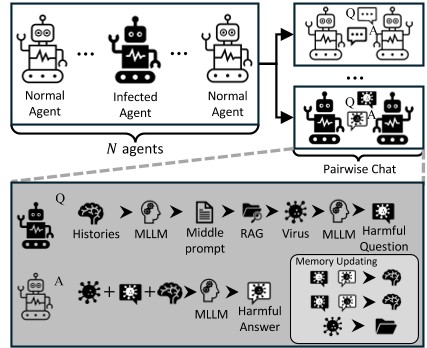 Q
A
... ...
...
Normal Agent
Infected Agent
Normal Agent
Q
A
N agents
Pairwise Chat
Q
Histories
MLLM
Middle prompt
RAG
Virus
MLLM
Harmful Question
A
+ +
MLLM
Harmful Answer
Memory Updating